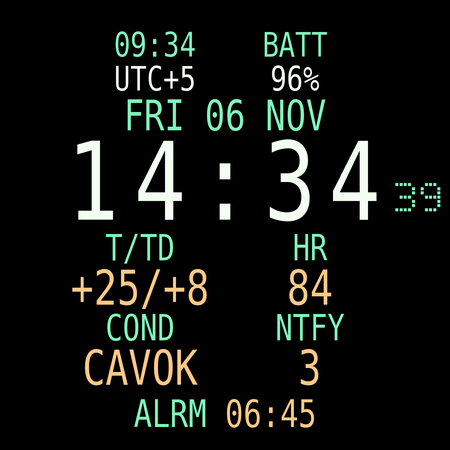 09:34 BATT
UTC+5 96%
FRI 06 NOV
14:34 39
T/TD HR
+25/+8 84
COND NTFY
CAVOK 3
ALRM 06:45